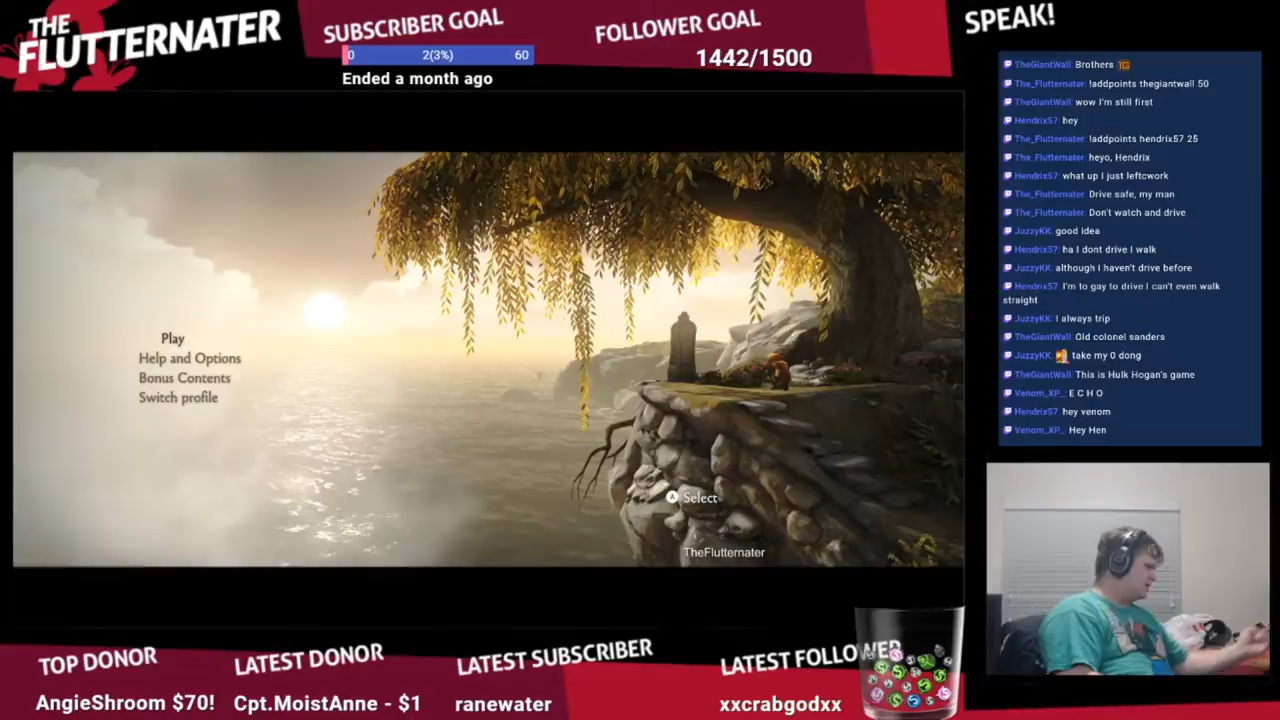 THE
FLUTTERNATER
SUBSCRIBER GOAL
0 2(3%) 60
Ended a month ago
FOLLOWER GOAL
1442/1500
SPEAK!
TheGiantWall: Brothers
The_Flutternater: !addpoints thegiantwall 50
TheGiantWall: wow I'm still first
Hendrix57: hey
The_Flutternater: !addpoints hendrix57 25
The_Flutternater: heyo, Hendrix
Hendrix57: what up I just leftcwork
The_Flutternater: Drive safe, my man
The_Flutternater: Don't watch and drive
JuzzyKK: good idea
Hendrix57: ha I dont drive I walk
JuzzyKK: although I haven't drive before
Hendrix57: I'm to gay to drive I can't even walk
straight
JuzzyKK: I always trip
TheGiantWall: Old colonel sanders
JuzzyKK: take my 0 dong
TheGiantWall: This is Hulk Hogan's game
Venom_XP_: E C H O
Hendrix57: hey venom
Venom_XP_: Hey Hen
Play
Help and Options
Bonus Contents
Switch profile
A Select
TheFlutternater
TOP DONOR
AngieShroom $70!
LATEST DONOR
Cpt.MoistAnne - $1
LATEST SUBSCRIBER
ranewater
LATEST FOLLOWER
xxcrabgodxx